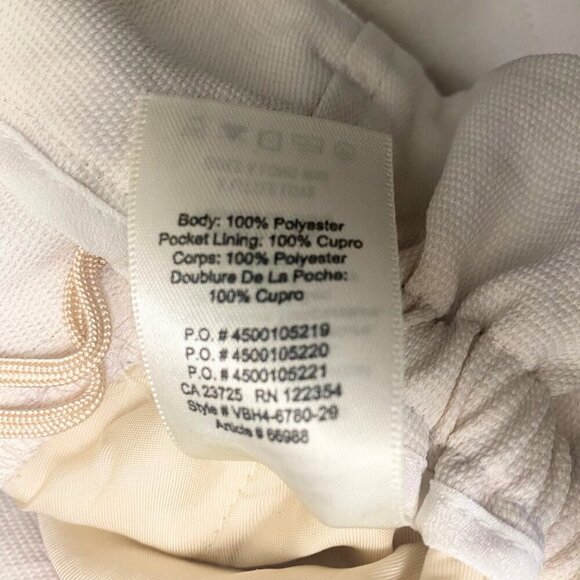 Body: 100% Polyester
Pocket Lining: 100% Cupro
Corps: 100% Polyester
Doublure De La Poche:
100% Cupro
P.O. # 4500105219
P.O. # 4500105220
P.O. # 4500105221
CA 23725 RN 122354
Style # VBH4-6780-29
Article # 66988